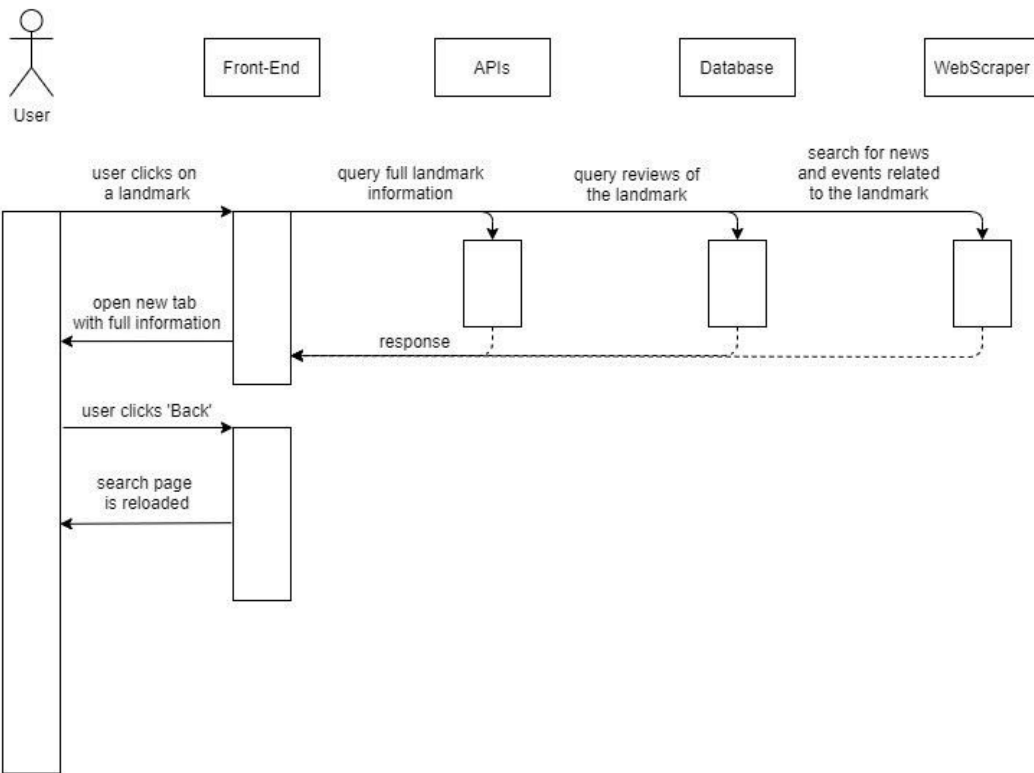 User
Front-End
APIs
Database
WebScraper
user clicks on
a landmark
query full landmark
information
query reviews of
the landmark
search for news
and events related
to the landmark
open new tab
with full information
response
user clicks 'Back'
search page
is reloaded